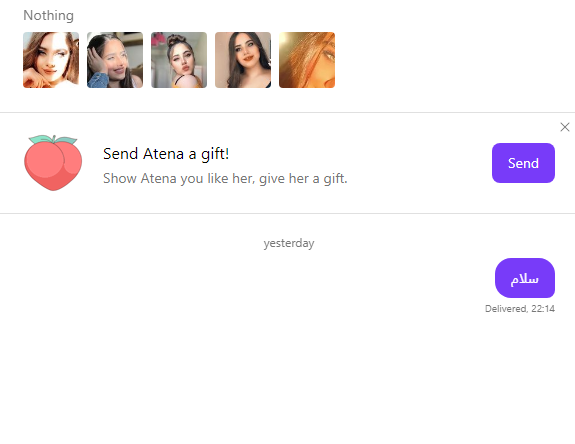 Nothing
Send Atena a gift!
Show Atena you like her, give her a gift.
Send
yesterday
سلام
Delivered, 22:14